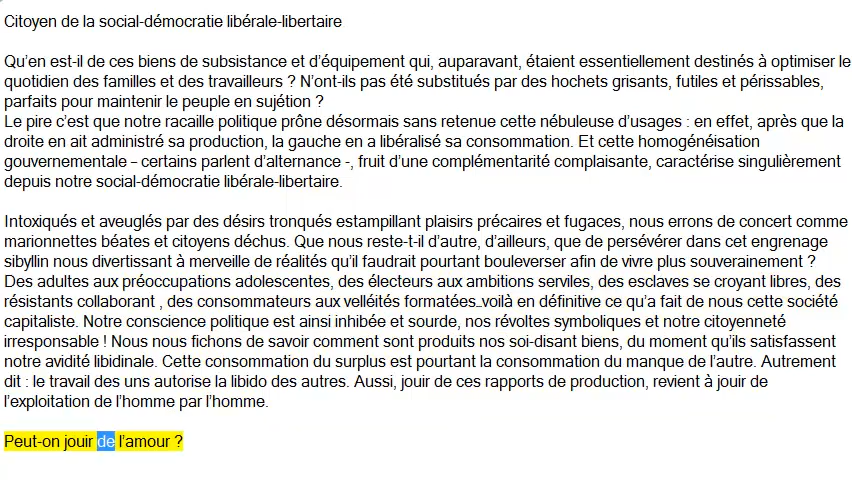 Citoyen de la social-démocratie libérale-libertaire
Qu’en est-il de ces biens de subsistance et d’équipement qui, auparavant, étaient essentiellement destinés à optimiser le
quotidien des familles et des travailleurs ? N’ont-ils pas été substitués par des hochets grisants, futiles et périssables,
parfaits pour maintenir le peuple en sujétion ?
Le pire c’est que notre racaille politique prône désormais sans retenue cette nébuleuse d’usages : en effet, après que la
droite en ait administré sa production, la gauche en a libéralisé sa consommation. Et cette homogénéisation
gouvernementale – certains parlent d’alternance -, fruit d’une complémentarité complaisante, caractérise singulièrement
depuis notre social-démocratie libérale-libertaire.
Intoxiqués et aveuglés par des désirs tronqués estampillant plaisirs précaires et fugaces, nous errons de concert comme
marionnettes béates et citoyens déchus. Que nous reste-t-il d’autre, d’ailleurs, que de persévérer dans cet engrenage
sibyllin nous divertissant à merveille de réalités qu’il faudrait pourtant bouleverser afin de vivre plus souverainement ?
Des adultes aux préoccupations adolescentes, des électeurs aux ambitions serviles, des esclaves se croyant libres, des
résistants collaborant , des consommateurs aux velléités formatées…voilà en définitive ce qu’a fait de nous cette société
capitaliste. Notre conscience politique est ainsi inhibée et sourde, nos révoltes symboliques et notre citoyenneté
irresponsable ! Nous nous fichons de savoir comment sont produits nos soi-disant biens, du moment qu’ils satisfassent
notre avidité libidinale. Cette consommation du surplus est pourtant la consommation du manque de l’autre. Autrement
dit : le travail des uns autorise la libido des autres. Aussi, jouir de ces rapports de production, revient à jouir de
l’exploitation de l’homme par l’homme.
Peut-on jouir de l’amour ?